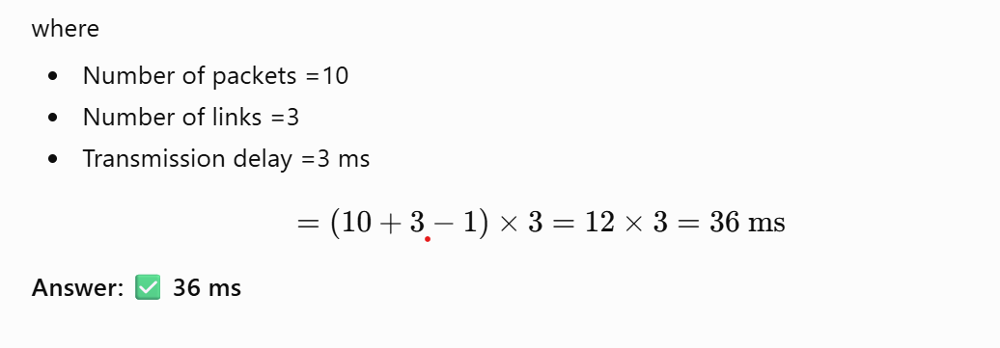 where
• Number of packets =10
• Number of links =3
• Transmission delay =3 ms
= (10 + 3 − 1) × 3 = 12 × 3 = 36 ms
Answer: ✅ 36 ms